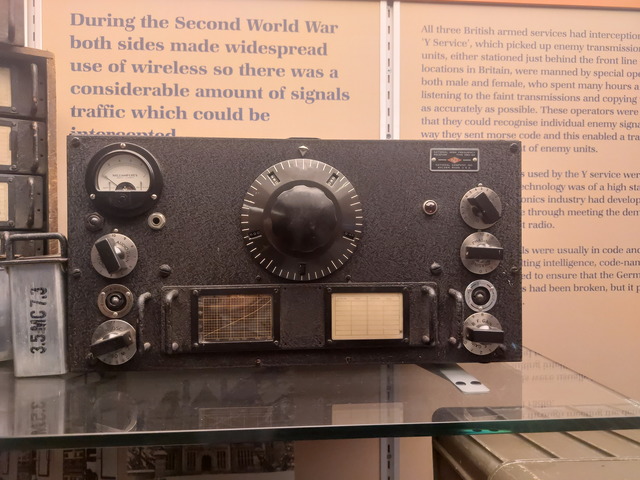 During the Second World War
both sides made widespread
use of wireless so there was a
considerable amount of signals
traffic which could be
intercepted
All three British armed services had interception
'Y Service', which picked up enemy transmission
units, either stationed just behind the front line
locations in Britain, were manned by special ope
both male and female, who spent many hours a
listening to the faint transmissions and copying
as accurately as possible. These operators were
that they could recognise individual enemy signa
way they sent morse code and this enabled a tra
of enemy units.
used by the Y service were
chnology was of a high sta
onics industry had develop
through meeting the dem
radio.
ls were usually in code and
ting intelligence, code-nam
ed to ensure that the Germ
s had been broken, but it p
3.5 MC 7.3